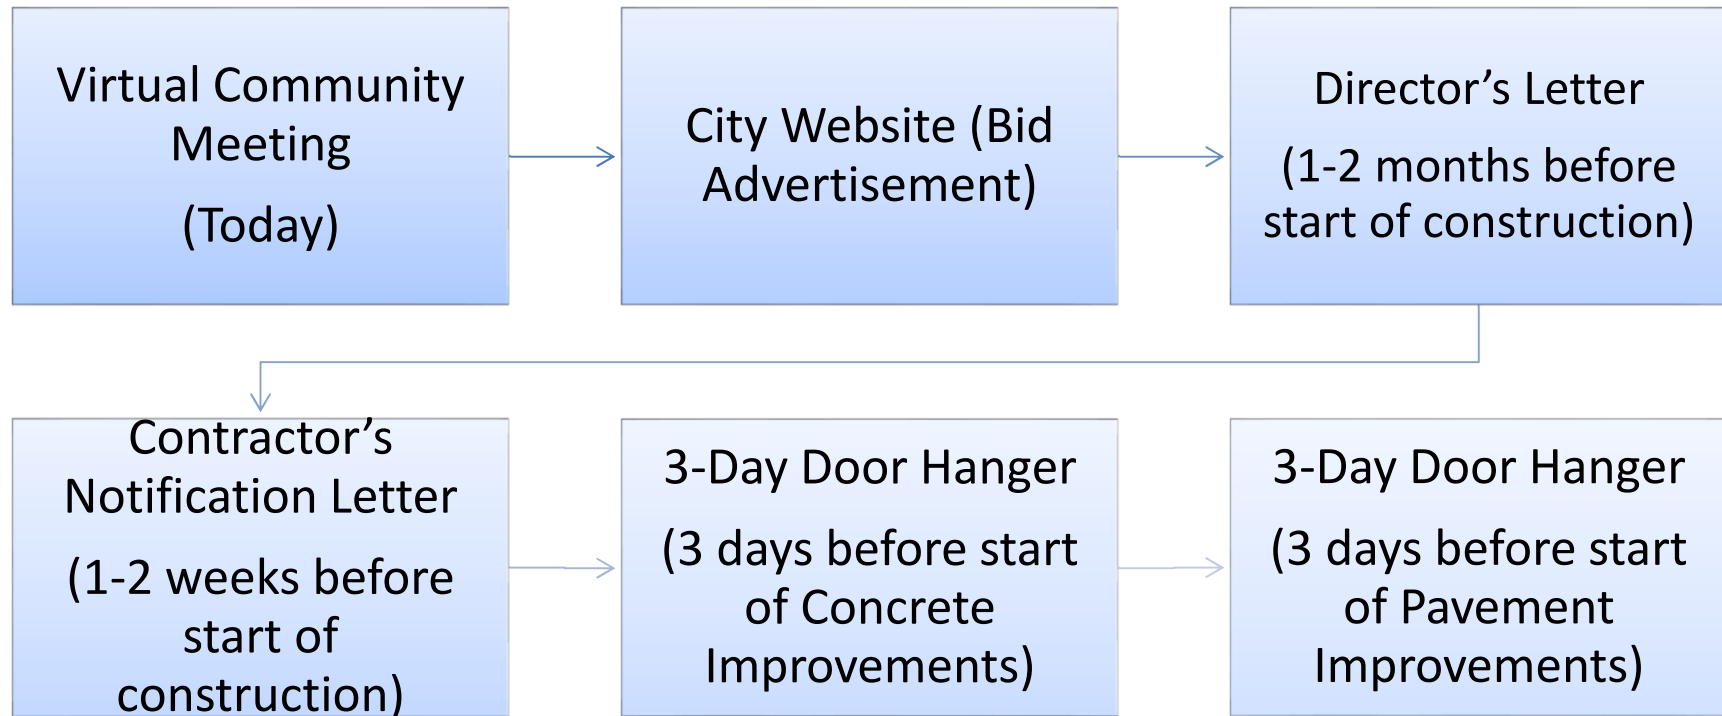 Virtual Community
Meeting
(Today)
City Website (Bid
Advertisement)
Director’s Letter
(1-2 months before
start of construction)
Contractor’s
Notification Letter
(1-2 weeks before
start of
construction)
3-Day Door Hanger
(3 days before start
of Concrete
Improvements)
3-Day Door Hanger
(3 days before start
of Pavement
Improvements)